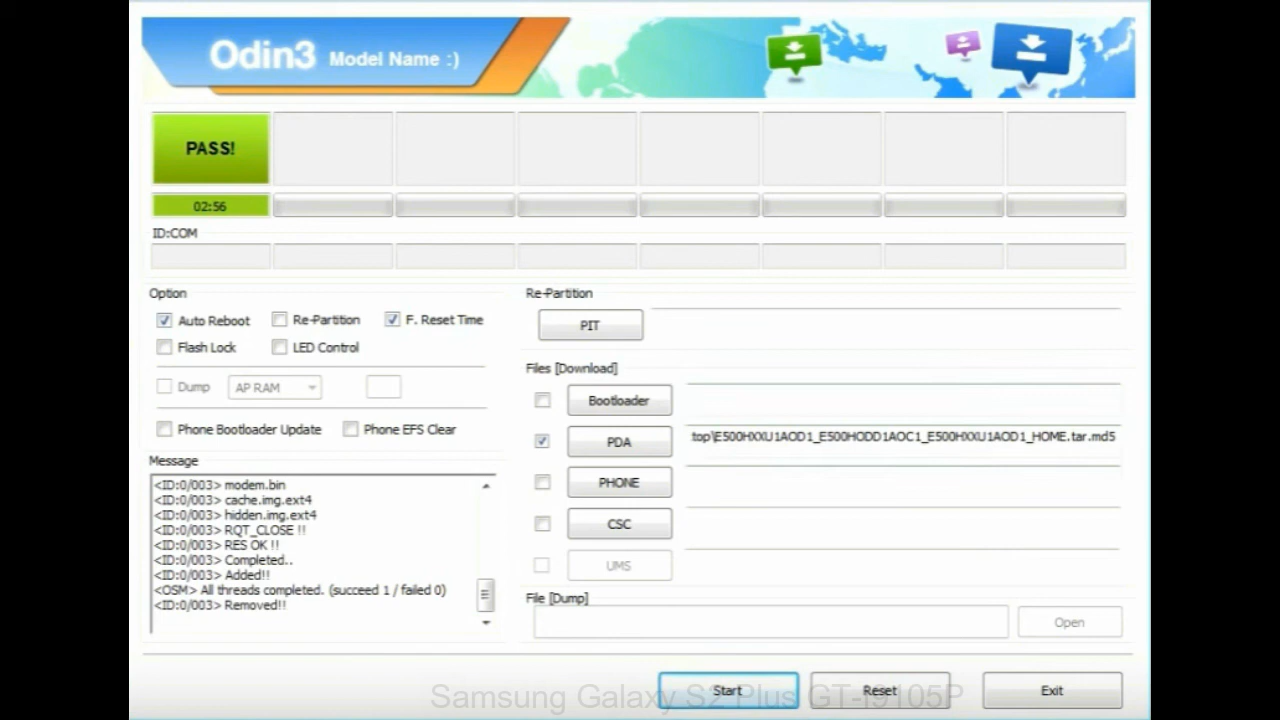 Odin3 Model Name :)
PASS!
02:56
ID:COM
Option
Auto Reboot Re-Partition F. Reset Time
Flash Lock LED Control
Dump AP RAM
Phone Bootloader Update Phone EFS Clear
Message
<ID:0/003> modem.bin
<ID:0/003> cache.img.ext4
<ID:0/003> hidden.img.ext4
<ID:0/003> RQT_CLOSE !!
<ID:0/003> RES OK !!
<ID:0/003> Completed..
<ID:0/003> Added!!
<OSM> All threads completed. (succeed 1 / failed 0)
<ID:0/003> Removed!!
Re-Partition
PIT
Files [Download]
Bootloader
PDA top\E500HXXU1AOD1_E500HODD1AOC1_E500HXXU1AOD1_HOME.tar.md5
PHONE
CSC
UMS
File [Dump]
Open
Start Reset Exit
Samsung Galaxy S2 Plus GT-I9105P